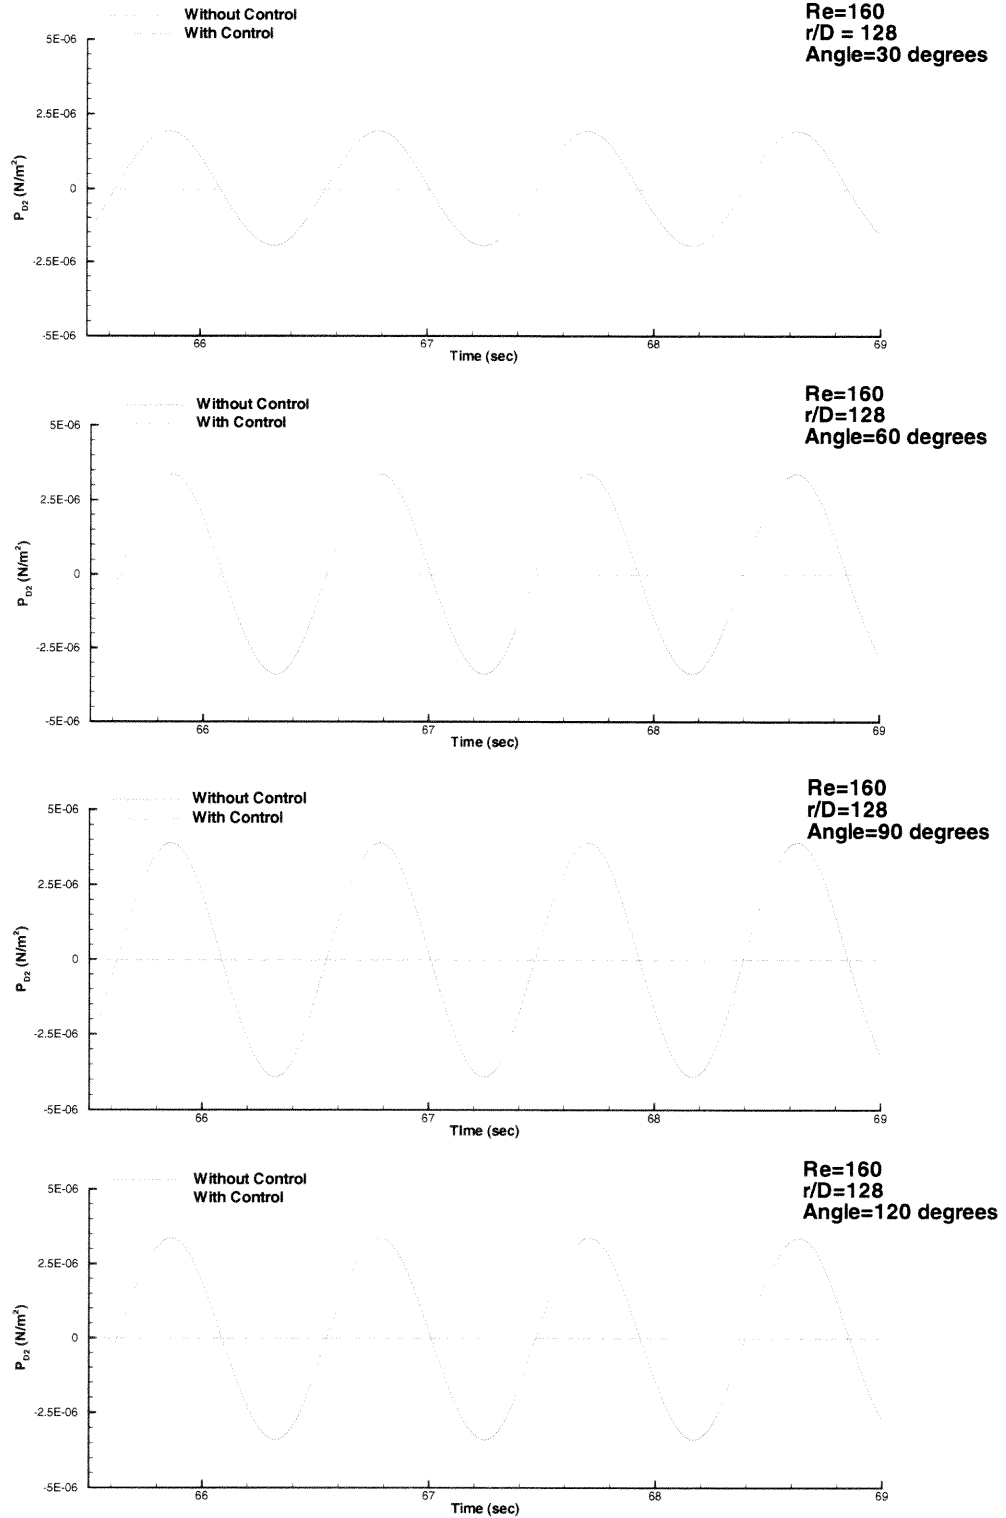 Without Control
With Control
Re=160
r/D = 128
Angle=30 degrees
5E-06
2.5E-06
0
-2.5E-06
-5E-06
P_D2 (N/m²)
66
67
68
69
Time (sec)
Without Control
With Control
Re=160
r/D=128
Angle=60 degrees
5E-06
2.5E-06
0
-2.5E-06
-5E-06
P_D2 (N/m²)
66
67
68
69
Time (sec)
Without Control
With Control
Re=160
r/D=128
Angle=90 degrees
5E-06
2.5E-06
0
-2.5E-06
-5E-06
P_D2 (N/m²)
66
67
68
69
TIme (sec)
Without Control
With Control
Re=160
r/D=128
Angle=120 degrees
5E-06
2.5E-06
0
-2.5E-06
-5E-06
P_D2 (N/m²)
66
67
68
69
Time (sec)